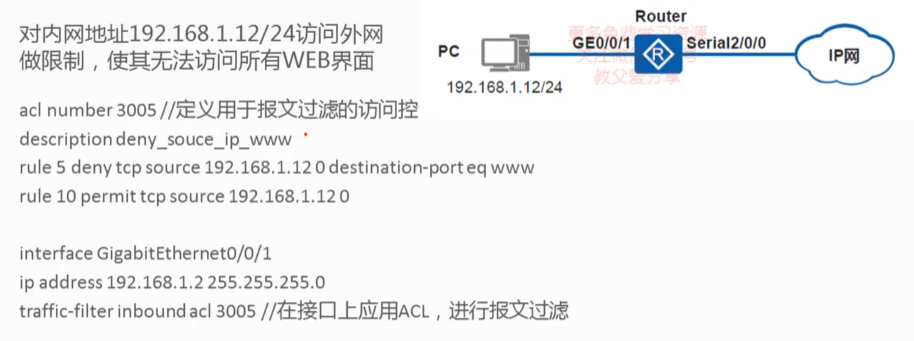 对内网地址192.168.1.12/24访问外网
做限制，使其无法访问所有WEB界面
acl number 3005 //定义用于报文过滤的访问控
description deny_souce_ip_www
rule 5 deny tcp source 192.168.1.12 0 destination-port eq www
rule 10 permit tcp source 192.168.1.12 0
interface GigabitEthernet0/0/1
ip address 192.168.1.2 255.255.255.0
traffic-filter inbound acl 3005 //在接口上应用ACL，进行报文过滤
Router
PC
GE0/0/1
R
Serial2/0/0
IP网
192.168.1.12/24
更多免费学习资源
教父爱分享